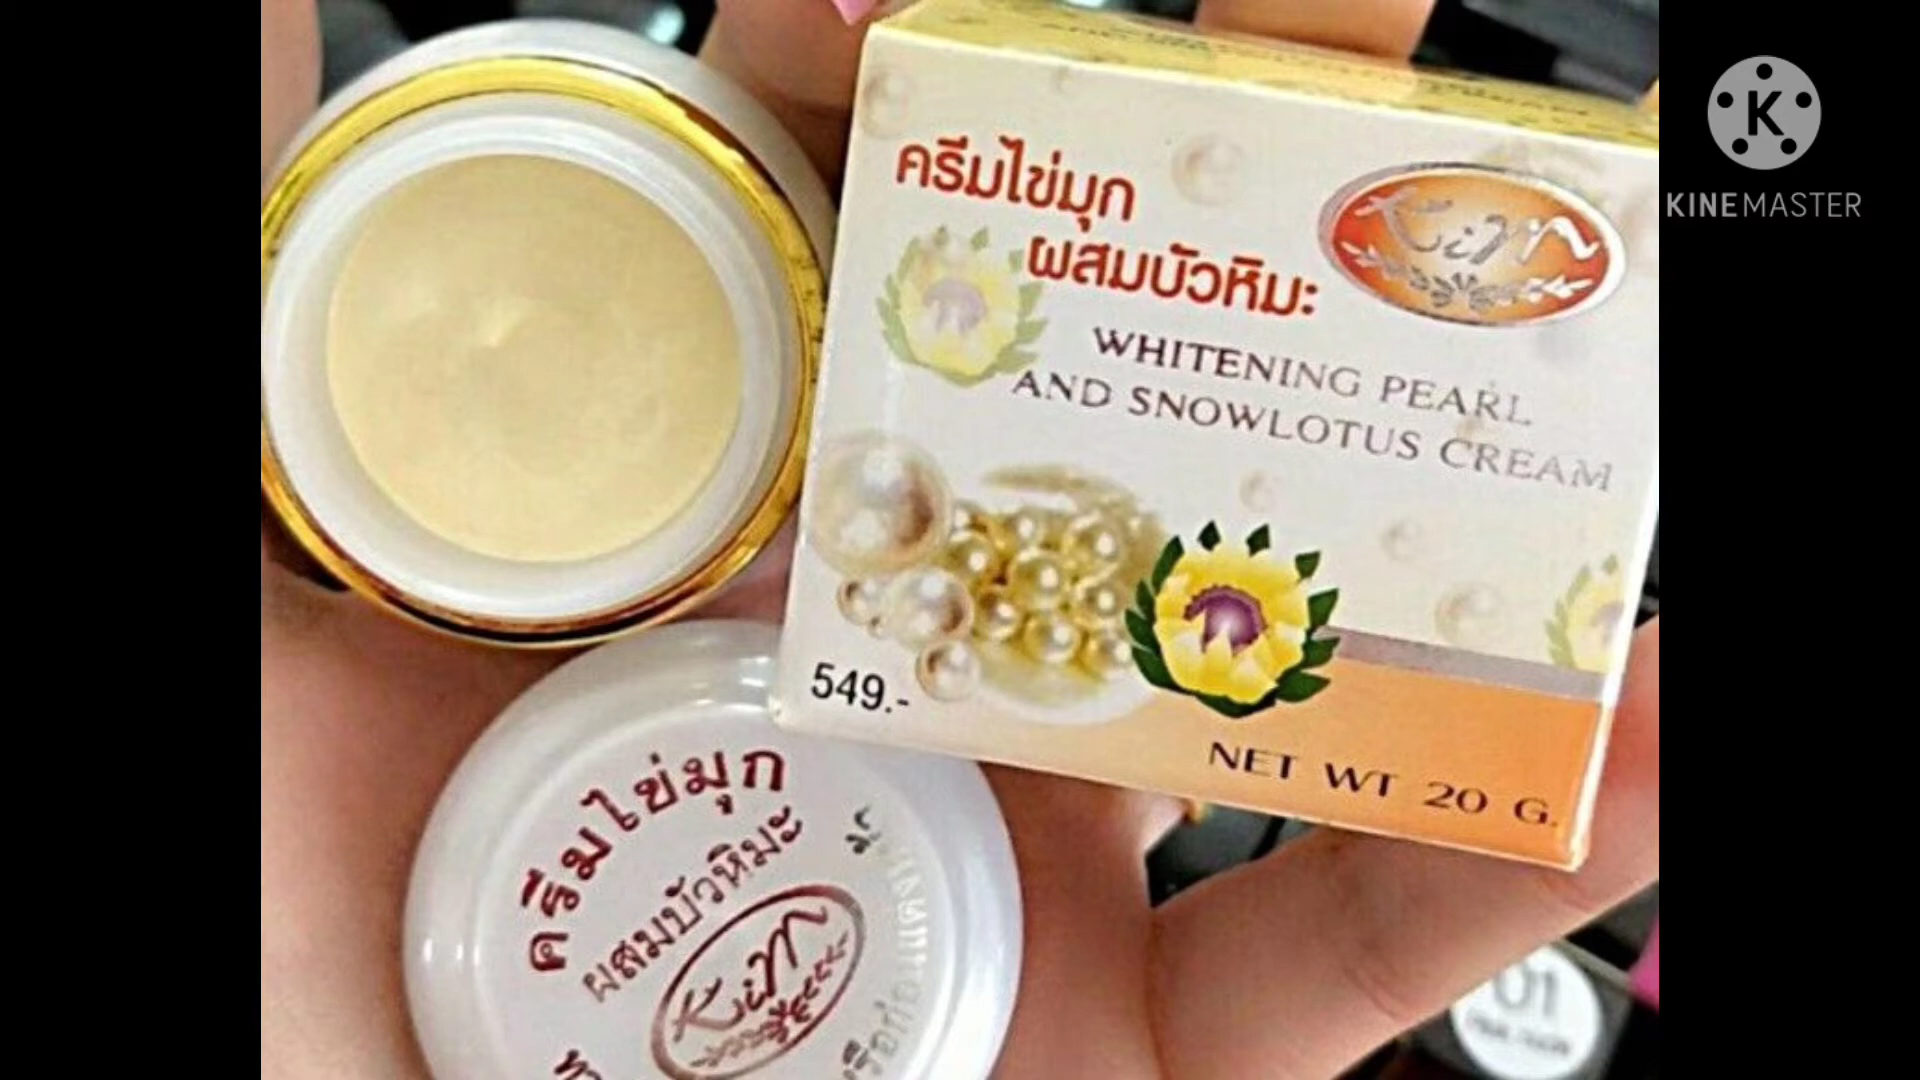 ครีมไข่มุก
ผสมบัวหิมะ
Kim
WHITENING PEARL
AND SNOWLOTUS CREAM
549.-
NET WT 20 G.
ครีมไข่มุก
ผสมบัวหิมะ
Kim
01
K
KINEMASTER